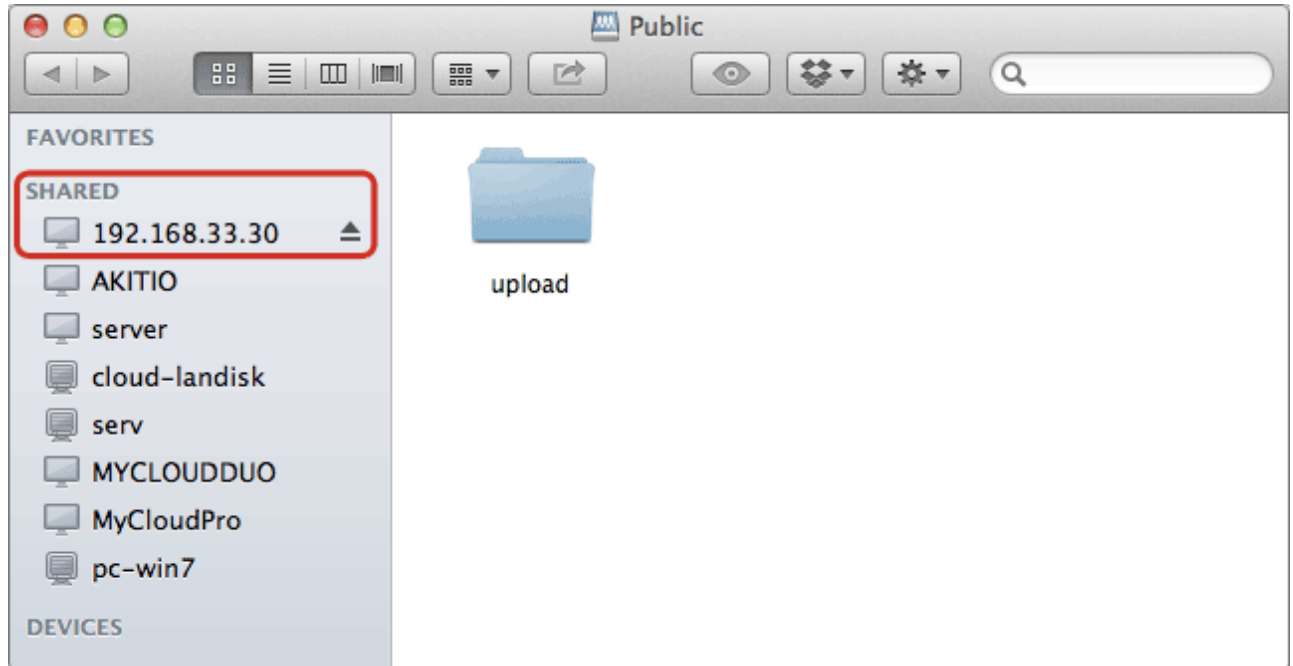 Public
FAVORITES
SHARED
192.168.33.30
AKITIO
server
cloud-landisk
serv
MYCLOUDDUO
MyCloudPro
pc-win7
DEVICES
upload